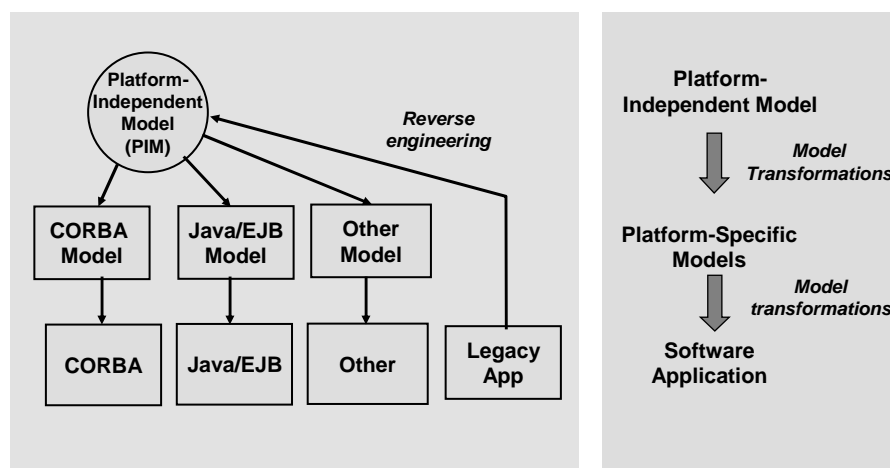 Platform-
Independent
Model
(PIM)
Reverse
engineering
CORBA
Model
Java/EJB
Model
Other
Model
CORBA
Java/EJB
Other
Legacy
App
Platform-
Independent Model
Model
Transformations
Platform-Specific
Models
Model
transformations
Software
Application